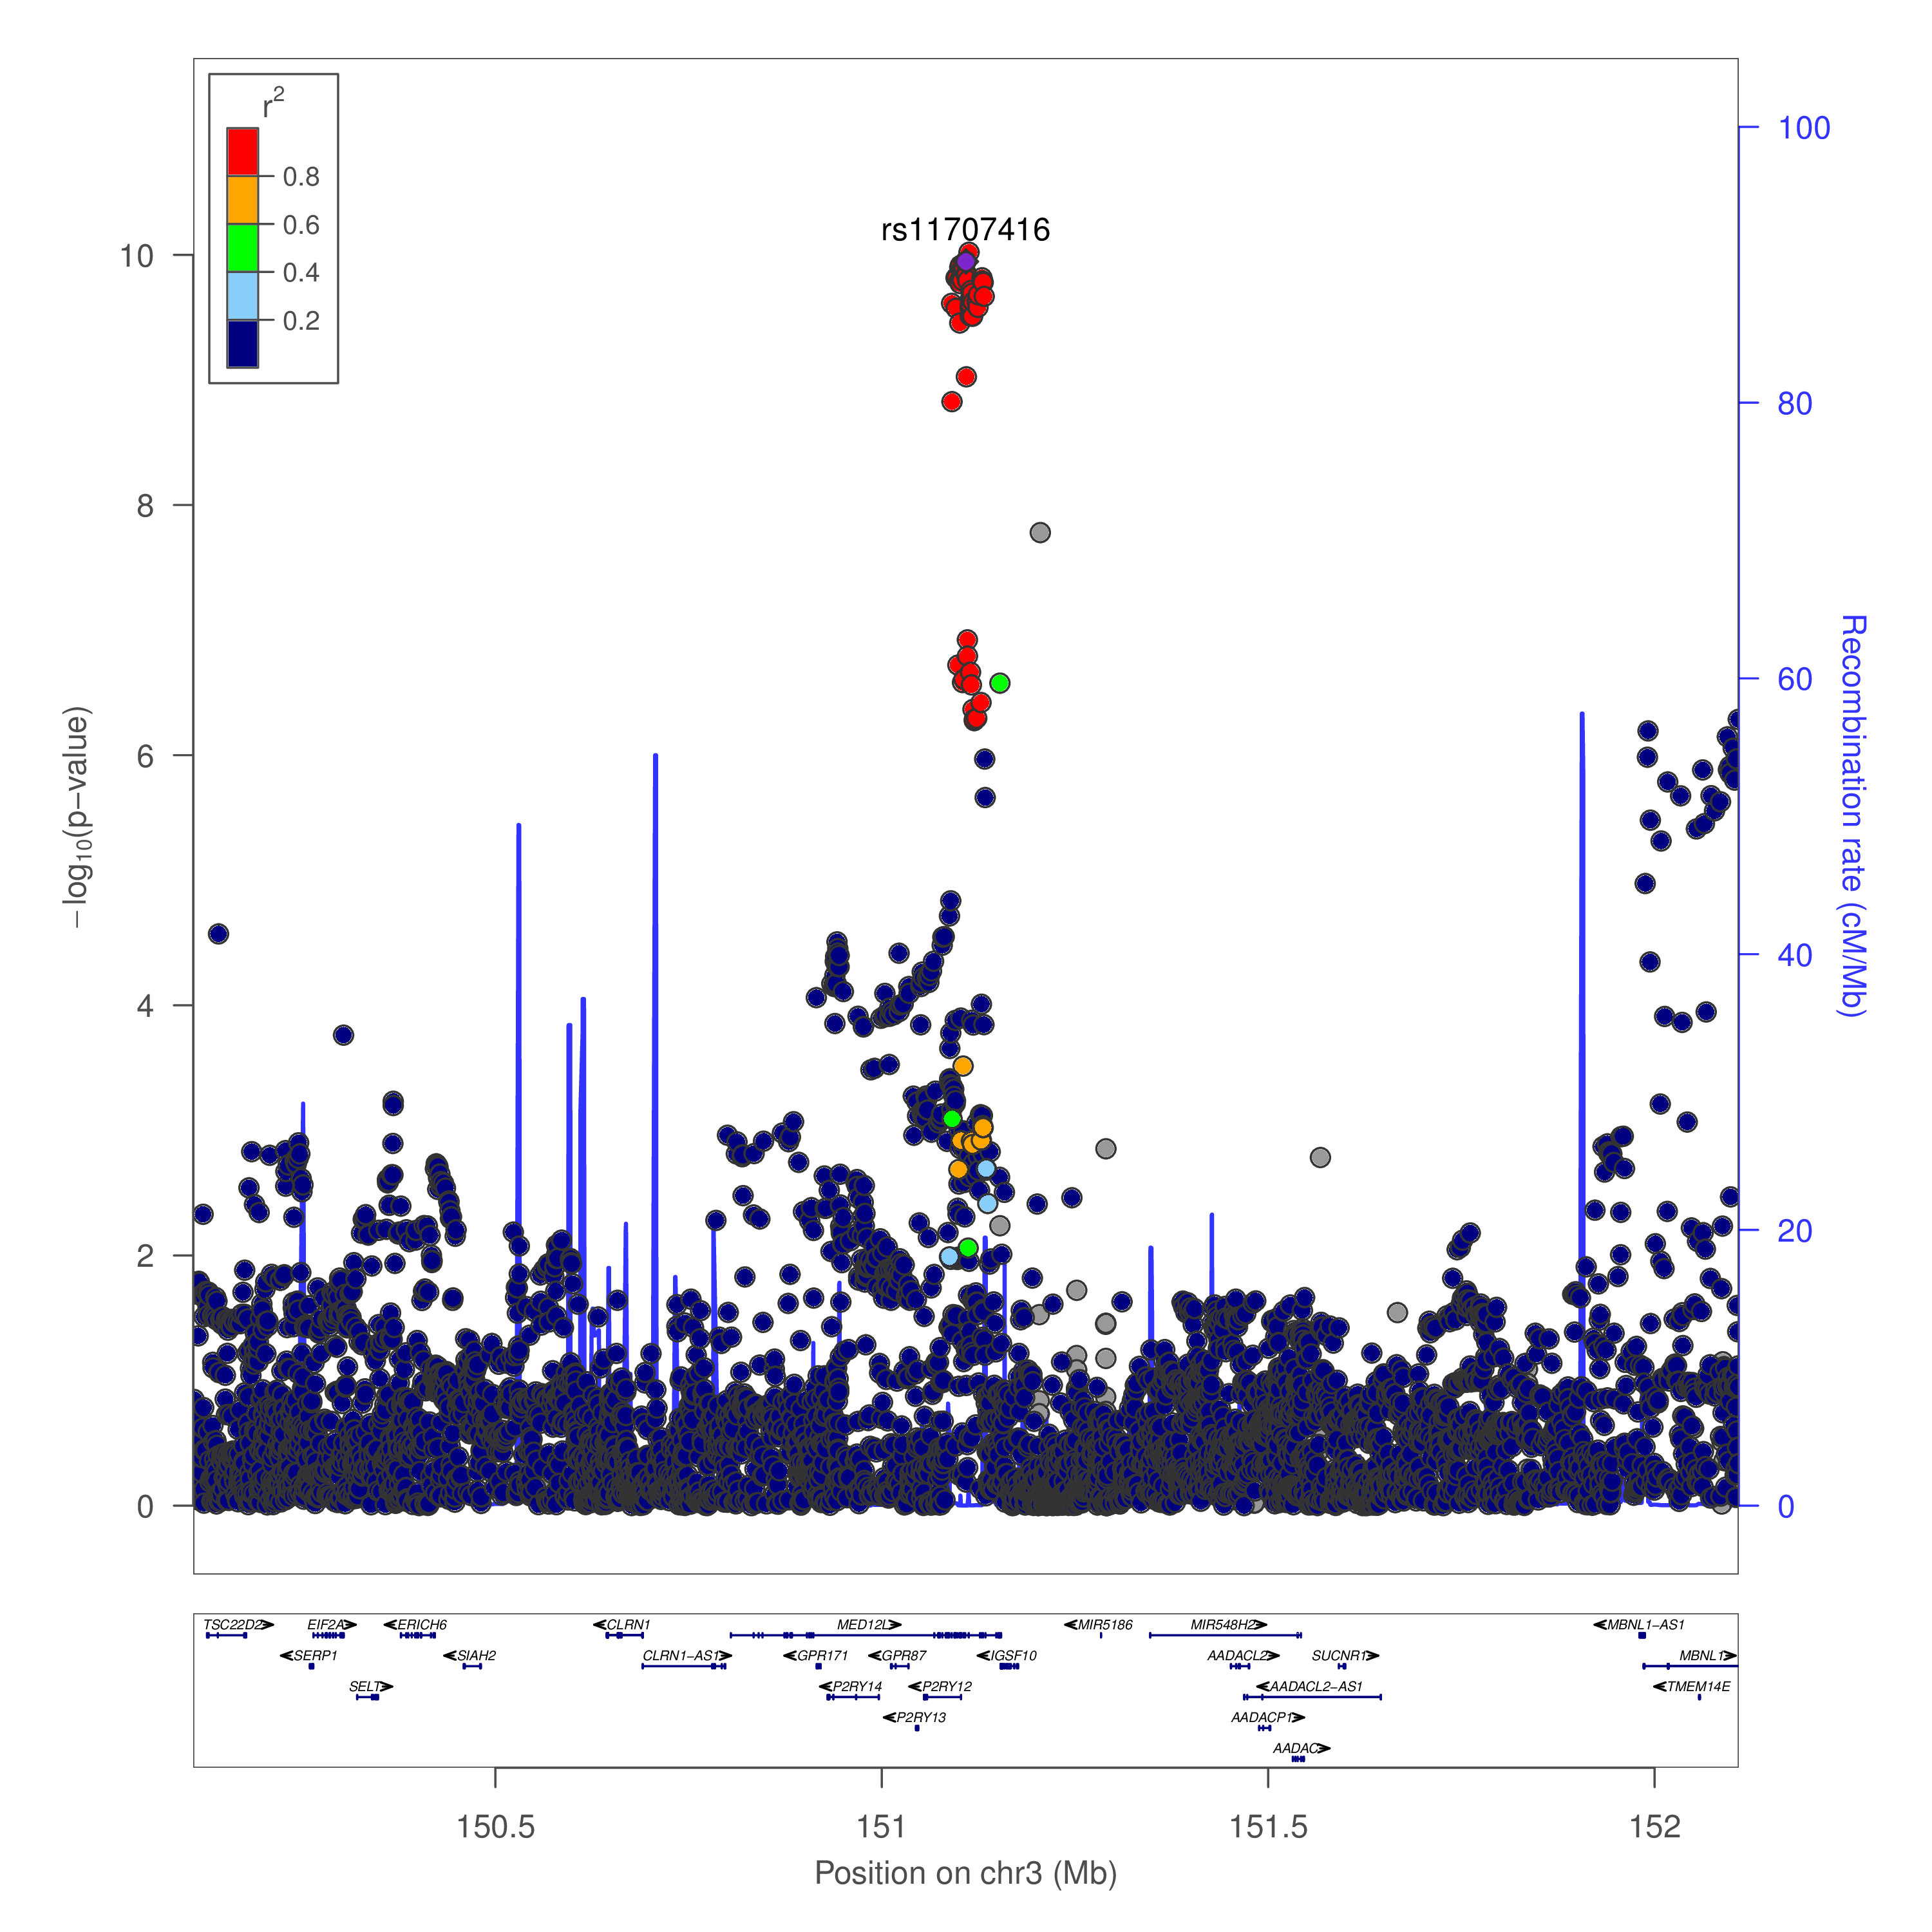 r2
0.8
0.6
0.4
0.2
rs11707416
10
8
6
4
2
0
−log10(p−value)
100
80
60
40
20
0
Recombination rate (cM/Mb)
TSC22D2 EIF2A ERICH6 CLRN1 MED12L MIR5186 MIR548H2 MBNL1−AS1
SERP1 SIAH2 CLRN1−AS1 GPR171 GPR87 IGSF10 AADACL2 SUCNR1 MBNL1
SELT P2RY14 P2RY12 AADACL2−AS1 TMEM14E
P2RY13 AADACP1
AADAC
150.5 151 151.5 152
Position on chr3 (Mb)